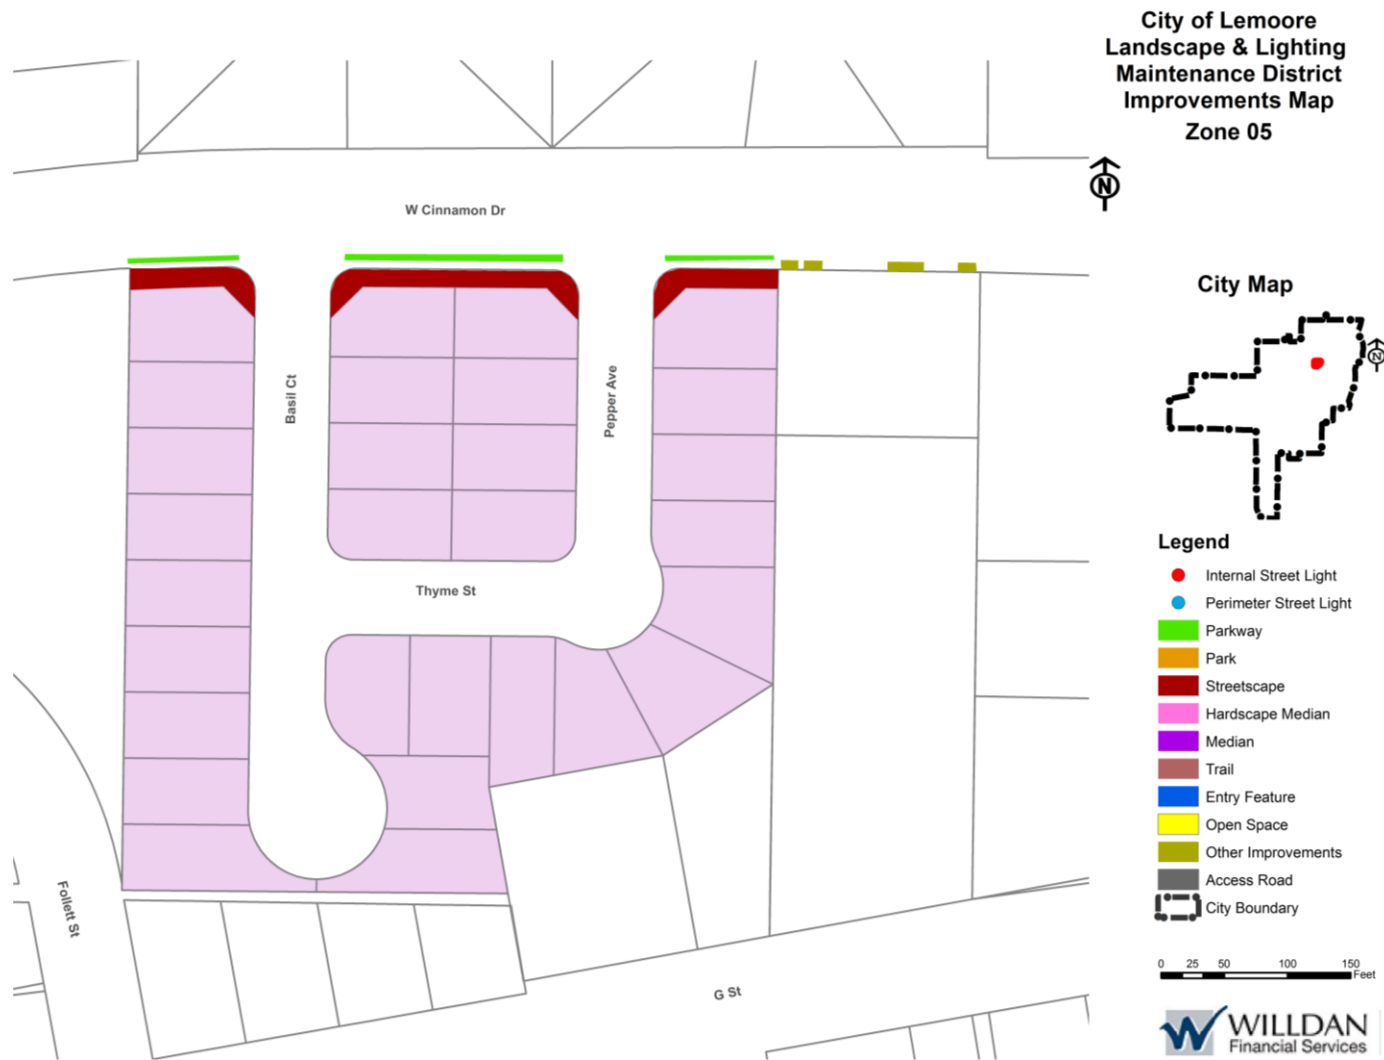 City of Lemoore
Landscape & Lighting
Maintenance District
Improvements Map
Zone 05
N
W Cinnamon Dr
Basil Ct
Pepper Ave
Thyme St
Follett St
G St
City Map
N
Legend
Internal Street Light
Perimeter Street Light
Parkway
Park
Streetscape
Hardscape Median
Median
Trail
Entry Feature
Open Space
Other Improvements
Access Road
City Boundary
0 25 50 100 150
Feet
W WILLDAN
Financial Services